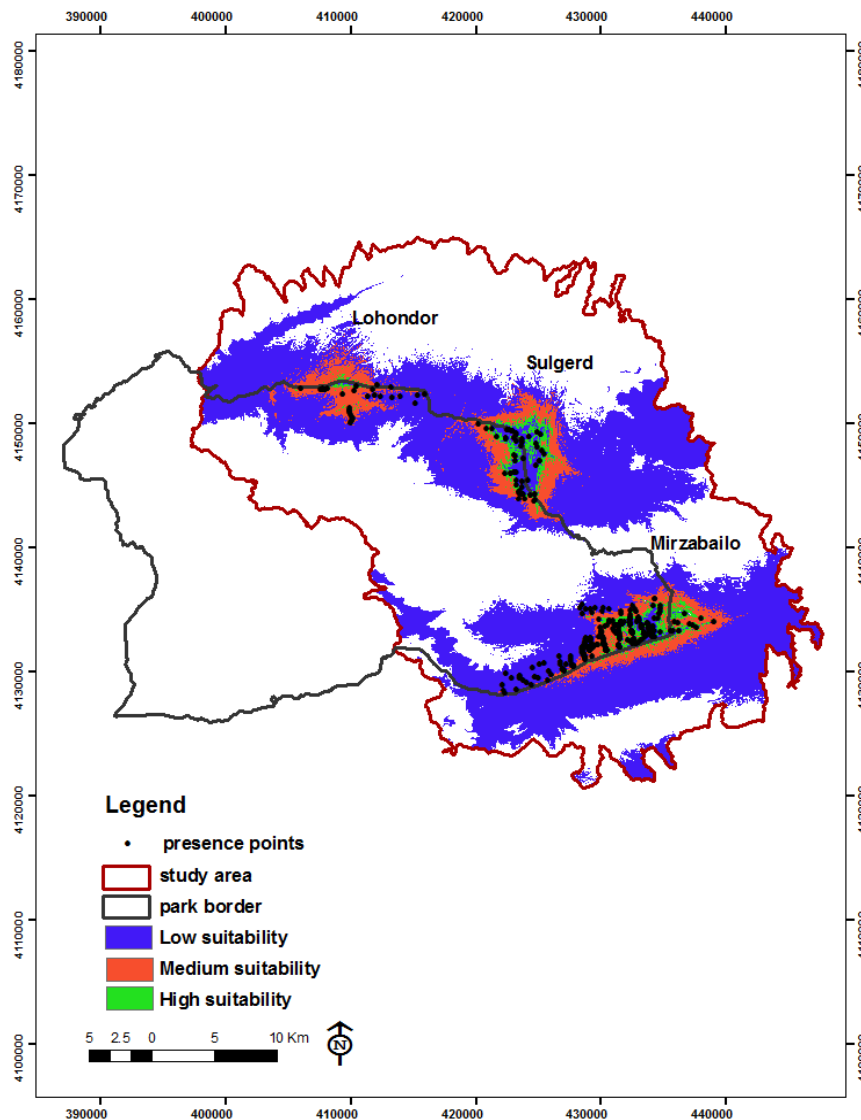 390000 400000 410000 420000 430000 440000
4180000
4170000
4160000
Lohondor
Sulgerd
4150000
Mirzabailo
4140000
4130000
4120000
Legend
presence points
study area
park border
4110000
Low suitability
Medium suitability
High suitability
5 2.5 0 5 10 Km
N
4100000
390000 400000 410000 420000 430000 440000